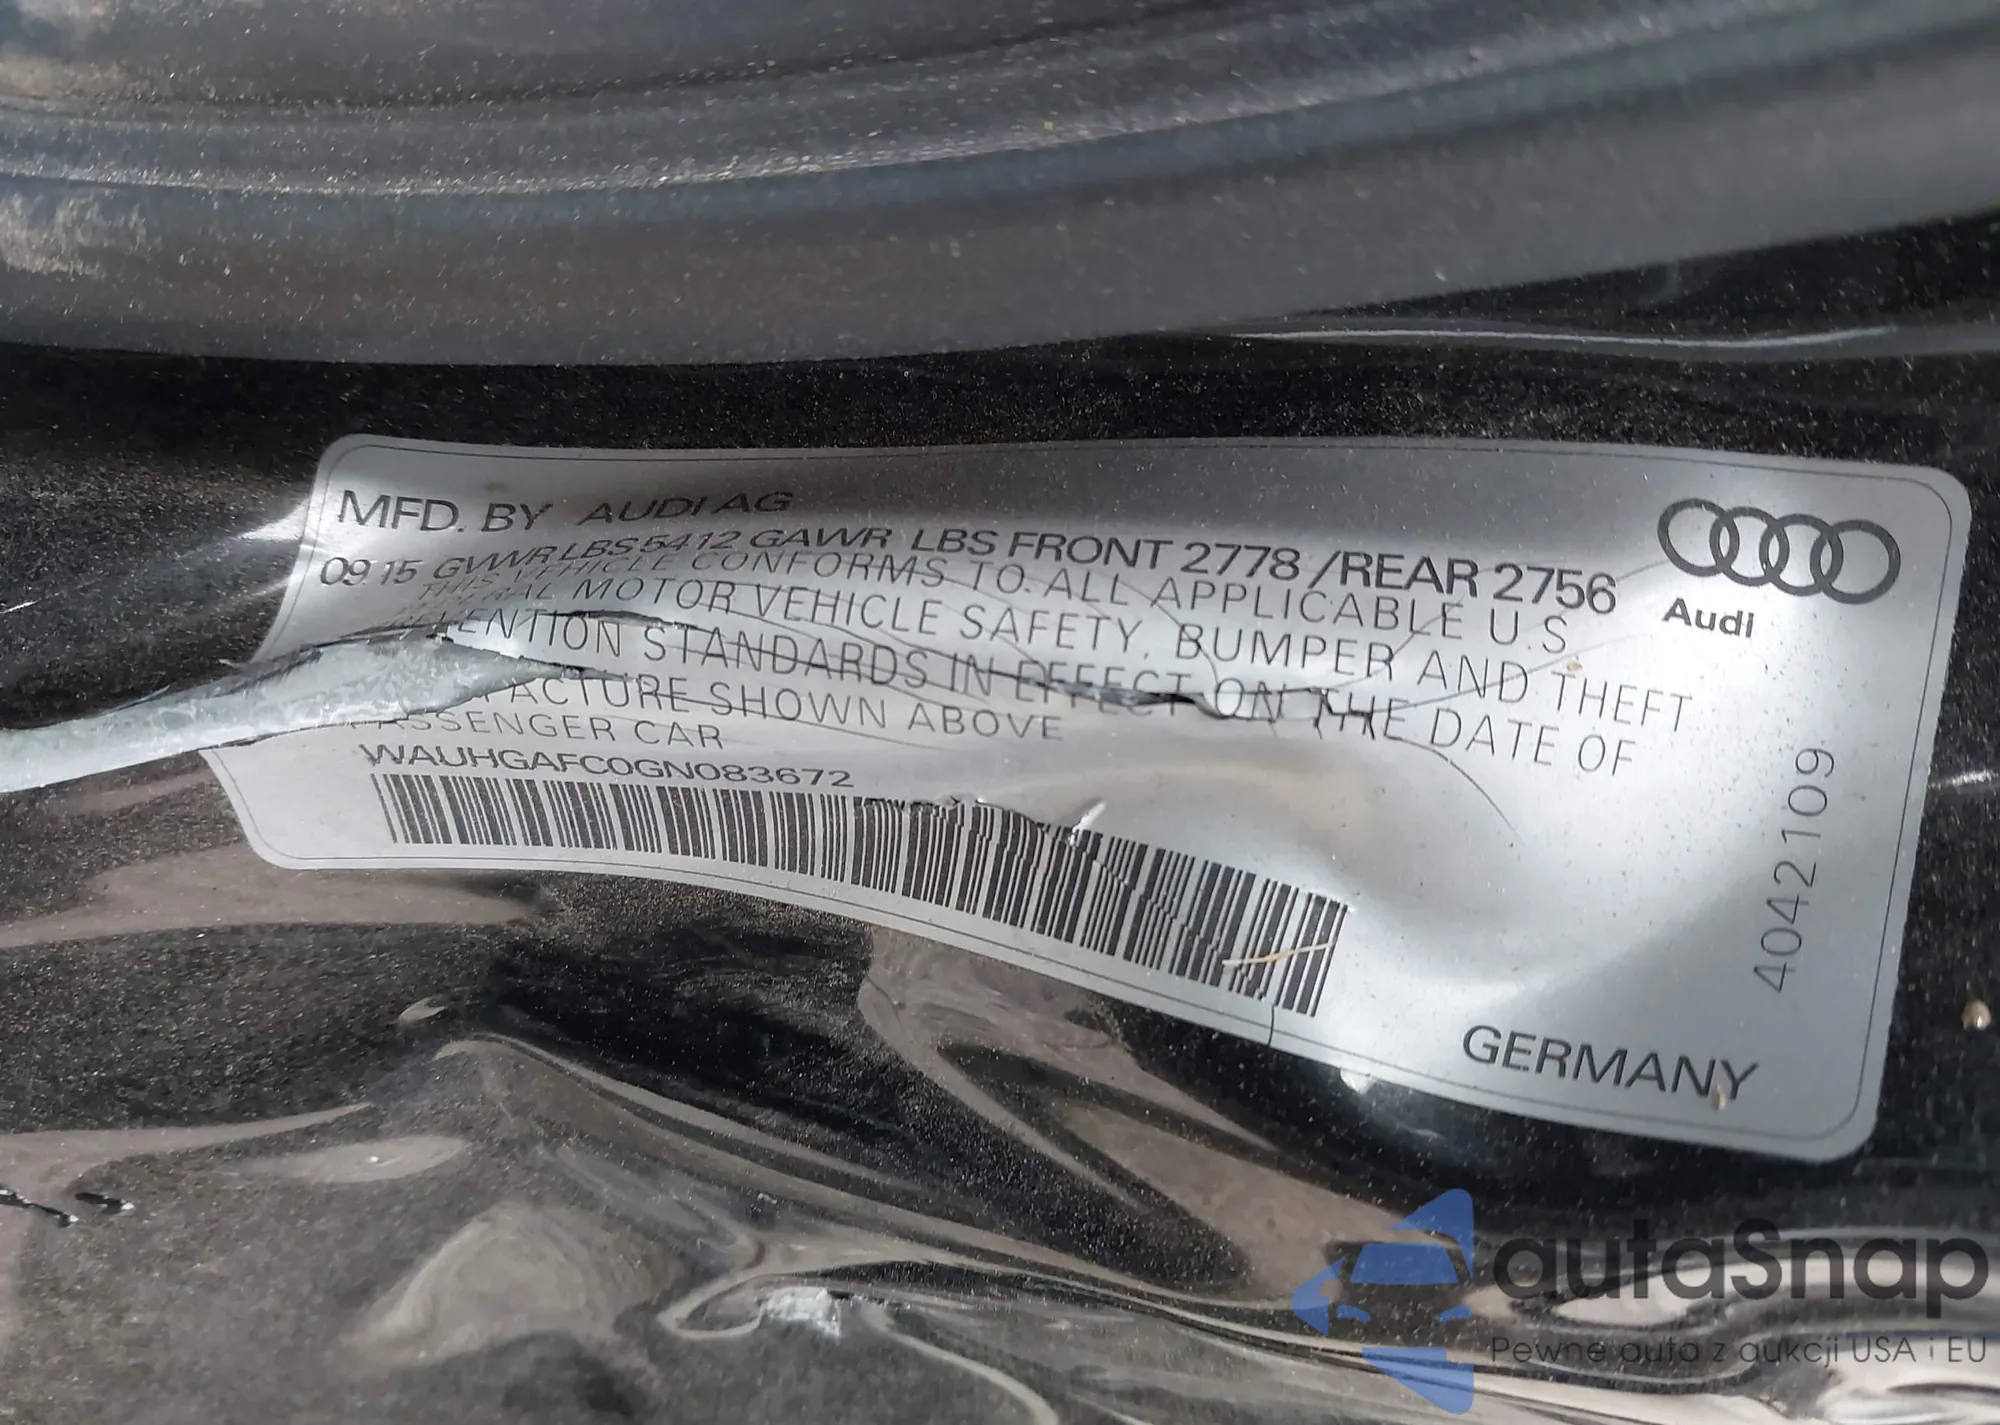 MFD. BY AUDI AG
09.15 GVWR LBS 5412 GAWR LBS FRONT 2778 /REAR 2756
THIS VEHICLE CONFORMS TO. ALL APPLICABLE U.S
MOTOR VEHICLE SAFETY, BUMPER AND THEFT
STANDARDS IN EFFECT ON THE DATE OF
SHOWN ABOVE
PASSENGER CAR
WAUHGAFC0GN083672
Audi
4042109
GERMANY
autaSnap
Pewne auta z aukcji USA i EU